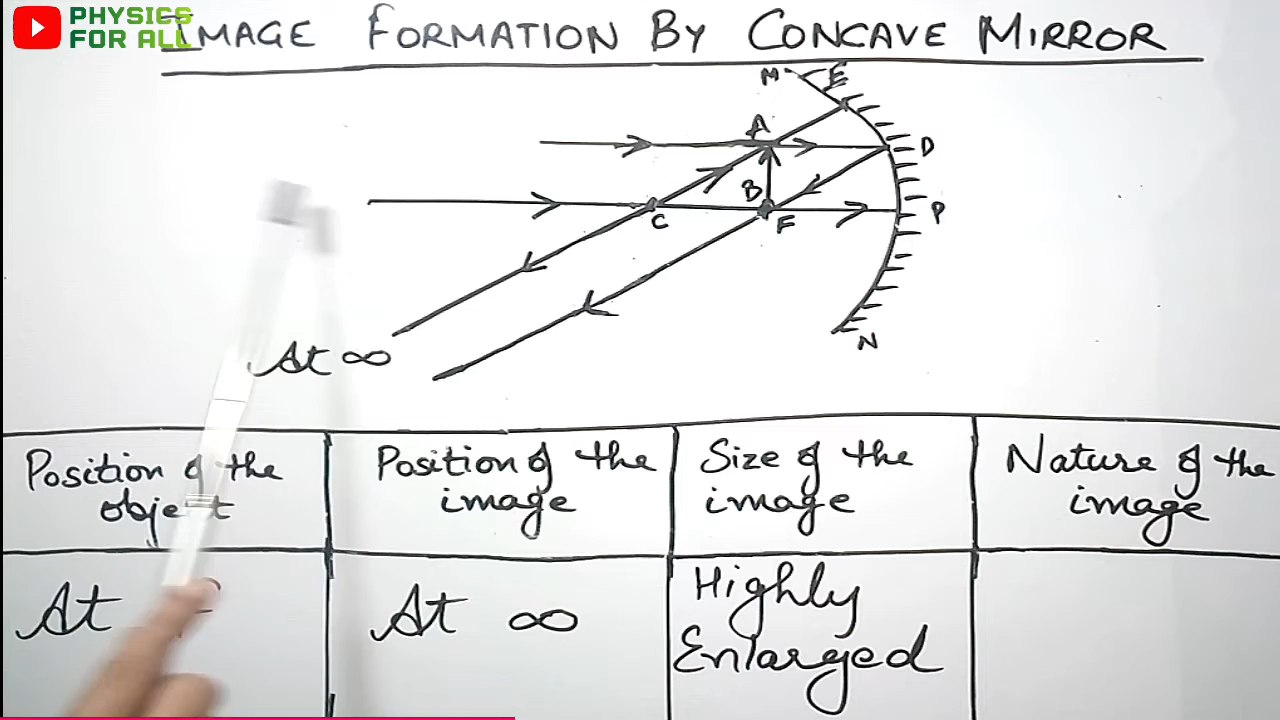 PHYSICS
FOR ALL
IMAGE FORMATION BY CONCAVE MIRROR
M E
A
D
B
C F P
N
At ∞
Position of the
object
Position of the
image
Size of the
image
Nature of the
image
At
At ∞
Highly
Enlarged